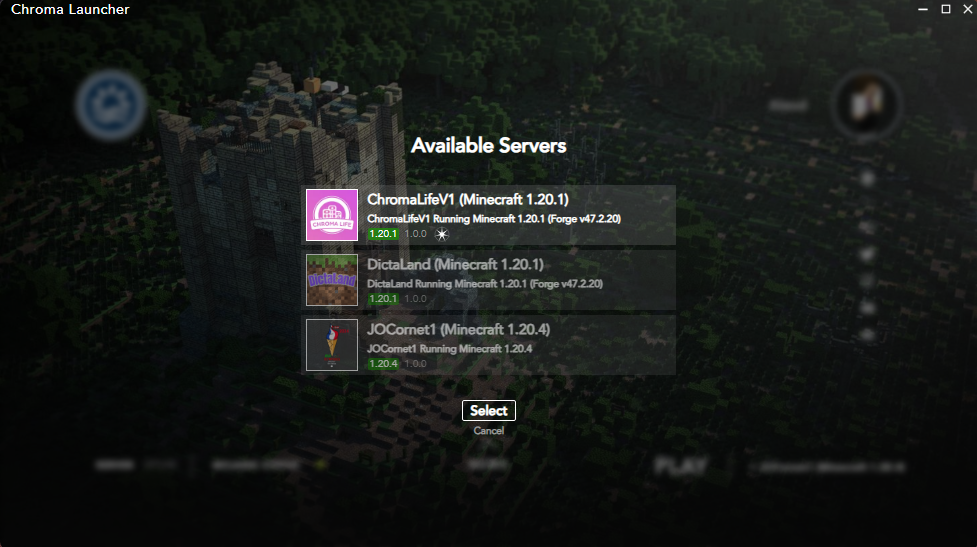 Chroma Launcher
Available Servers
CHROMA LIFE
ChromaLifeV1 (Minecraft 1.20.1)
ChromaLifeV1 Running Minecraft 1.20.1 (Forge v47.2.20)
1.20.1 1.0.0
DictaLand
DictaLand (Minecraft 1.20.1)
DictaLand Running Minecraft 1.20.1 (Forge v47.2.20)
1.20.1 1.0.0
JOCornet1 (Minecraft 1.20.4)
JOCornet1 Running Minecraft 1.20.4
1.20.4 1.0.0
Select
Cancel
PLAY